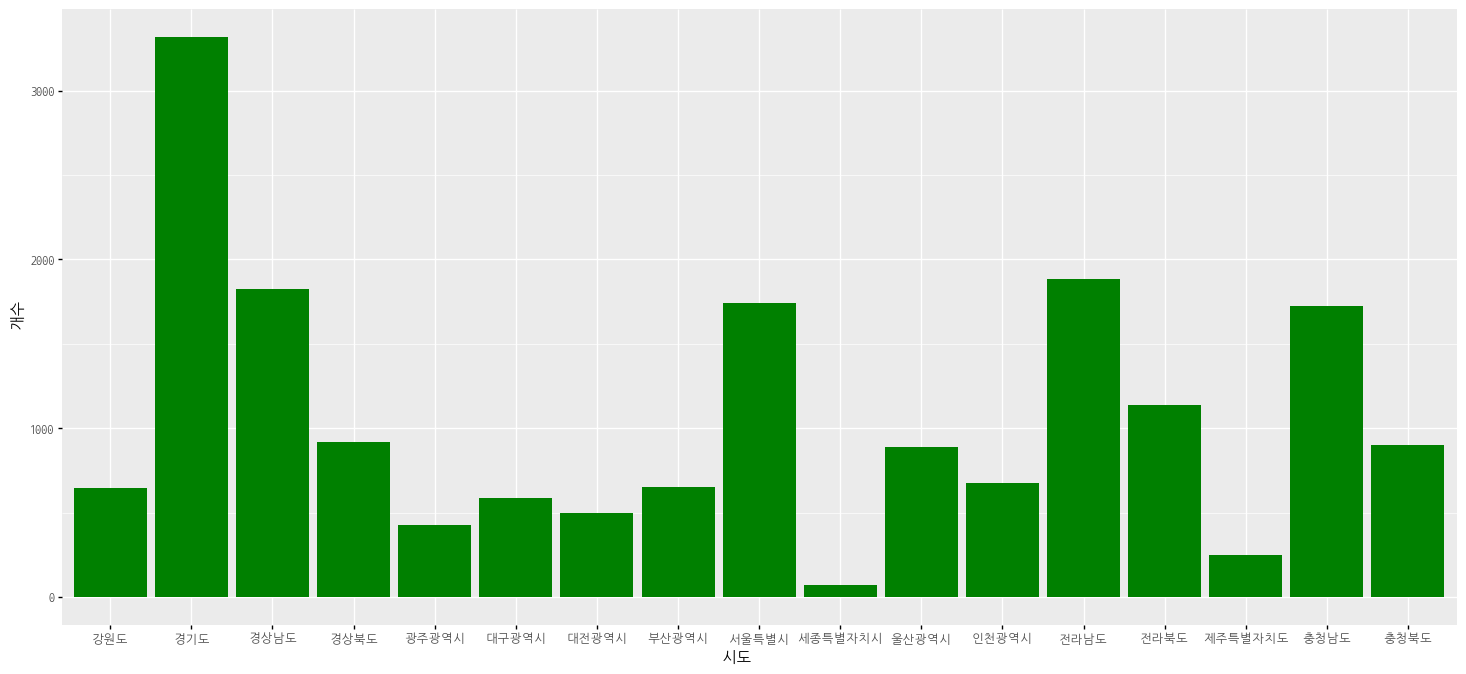 3000
2000
개수
1000
0
강원도 경기도 경상남도 경상북도 광주광역시 대구광역시 대전광역시 부산광역시 서울특별시 세종특별자치시 울산광역시 인천광역시 전라남도 전라북도 제주특별자치도 충청남도 충청북도
시도